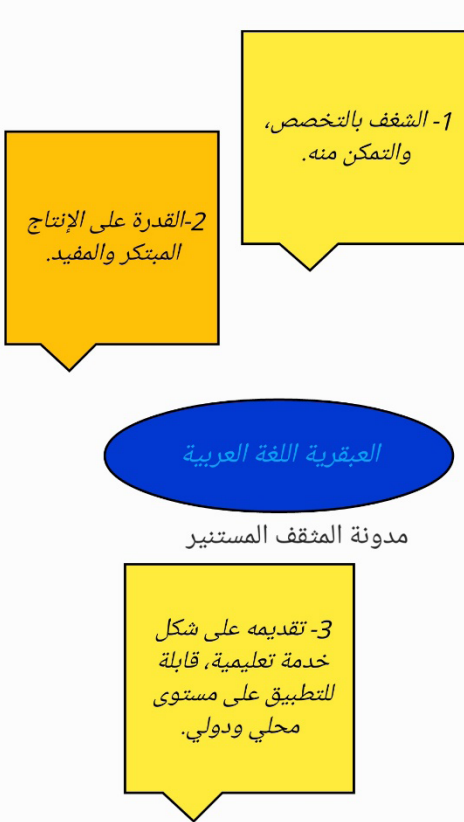 1- الشغف بالتخصص،
والتمكن منه.
2-القدرة على الإنتاج
المبتكر والمفيد.
العبقرية اللغة العربية
مدونة المثقف المستنير
3- تقديمه على شكل
خدمة تعليمية، قابلة
للتطبيق على مستوى
محلي ودولي.